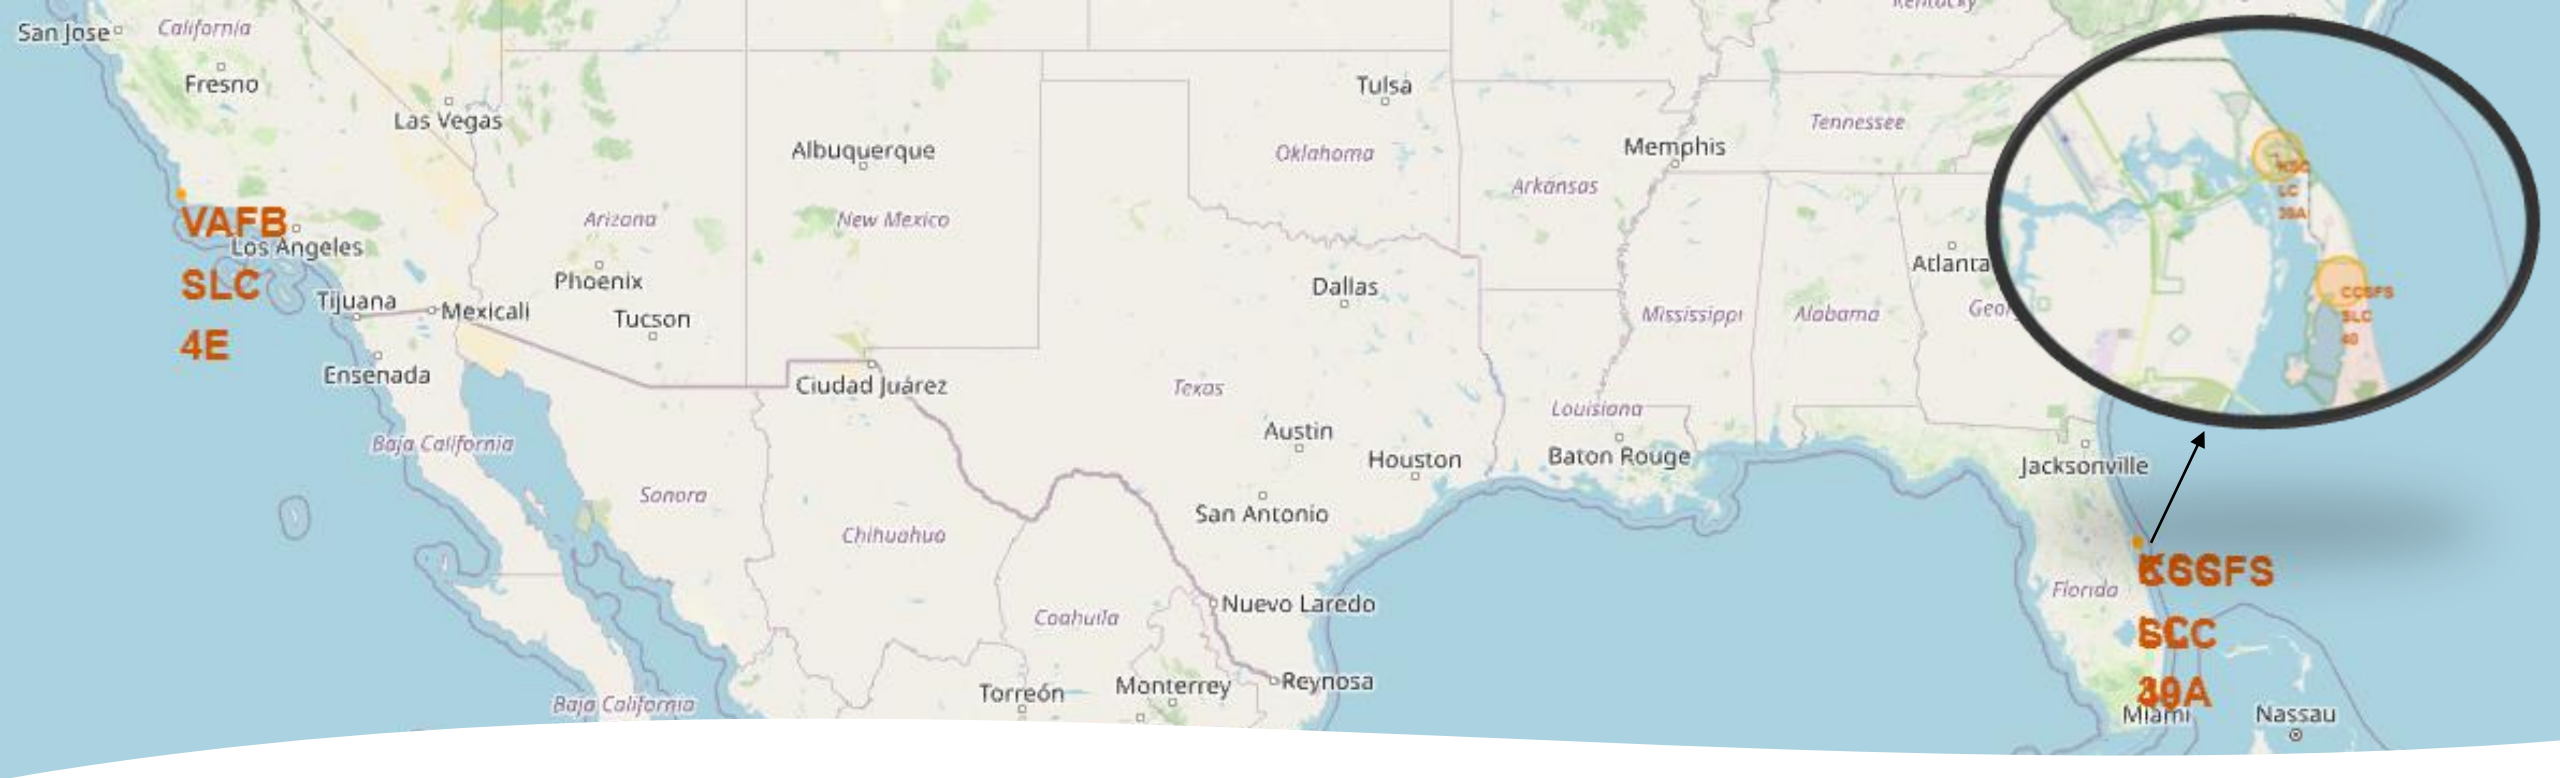 Kentucky
San Jose
California
Fresno
Las Vegas
Tulsa
Albuquerque
Oklahoma
Memphis
Tennessee
Arkansas
KSC
LC
39A
VAFB
SLC
4E
Los Angeles
Arizona
New Mexico
Atlanta
Phoenix
Tijuana
Mexicali
Tucson
Dallas
CCSFS
SLC
40
Mississippi
Alabama
Ensenada
Ciudad Juárez
Texas
Louisiana
Baja California
Austin
Houston
Baton Rouge
Jacksonville
Sonora
San Antonio
Chihuahua
Florida
Coahuila
Nuevo Laredo
Torreón
Monterrey
Reynosa
Baja California
Miami
Nassau